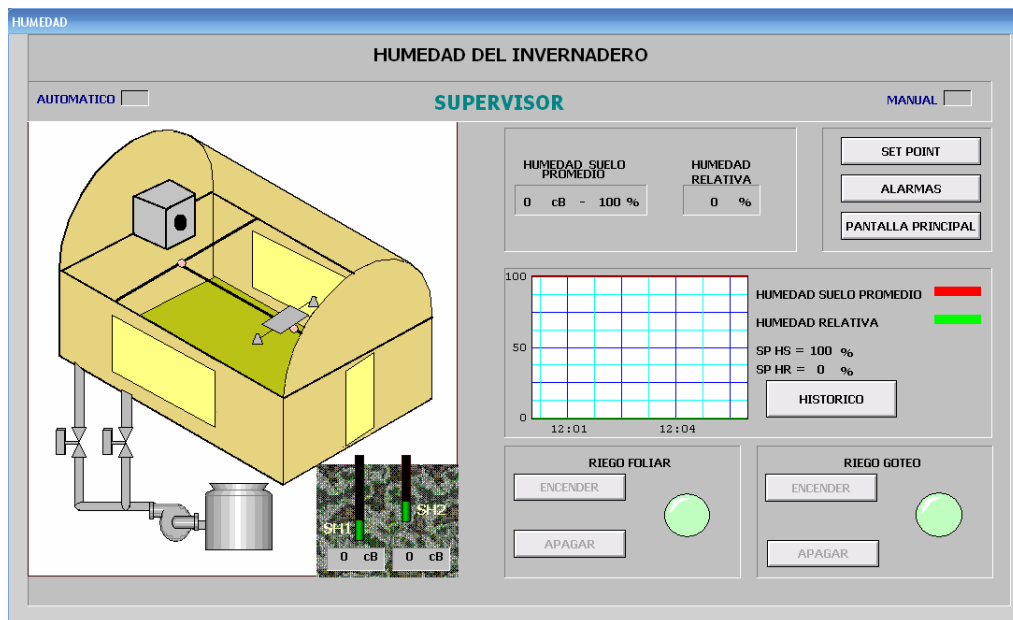 HUMEDAD
HUMEDAD DEL INVERNADERO
AUTOMATICO
SUPERVISOR
MANUAL
HUMEDAD SUELO
PROMEDIO
0 cB - 100 %
HUMEDAD
RELATIVA
0 %
SET POINT
ALARMAS
PANTALLA PRINCIPAL
100
50
0
12:01 12:04
HUMEDAD SUELO PROMEDIO
HUMEDAD RELATIVA
SP HS = 100 %
SP HR = 0 %
HISTORICO
SH1
SH2
0 cB
0 cB
RIEGO FOLIAR
ENCENDER
APAGAR
RIEGO GOTEO
ENCENDER
APAGAR